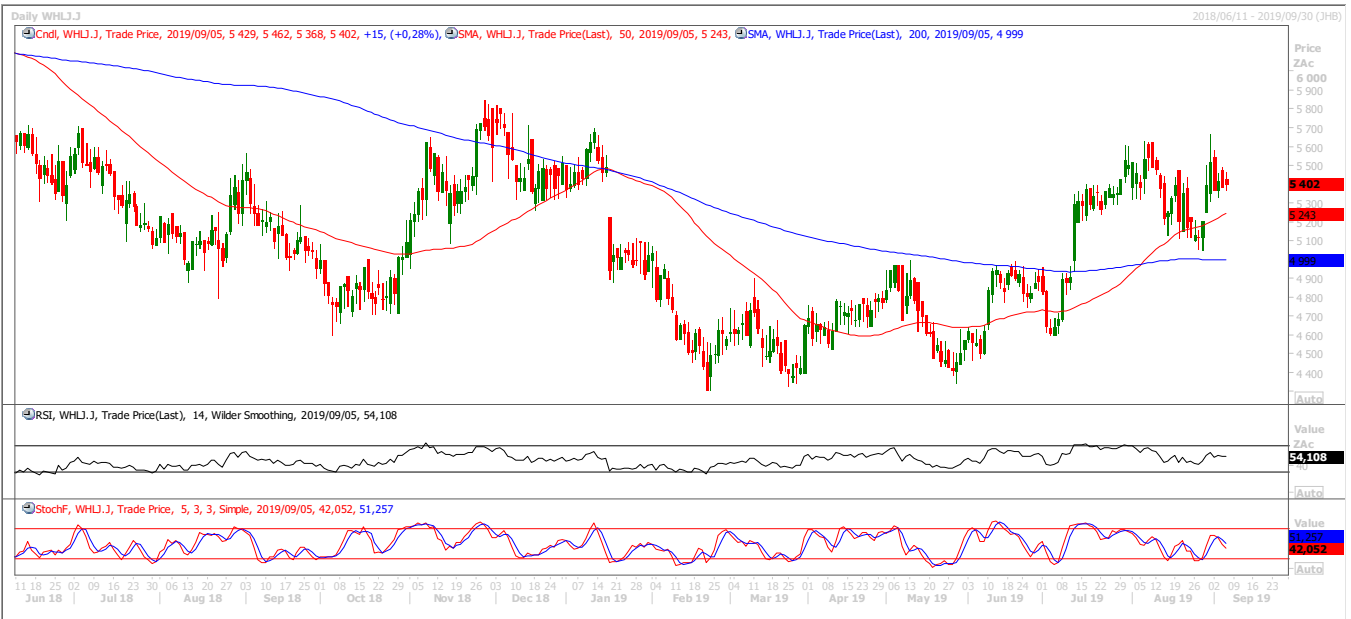 Daily WHLJ.J
2018/06/11 - 2019/09/30 (JHB)
Cndl, WHLJ.J, Trade Price, 2019/09/05, 5 429, 5 462, 5 368, 5 402, +15, (+0,28%), SMA, WHLJ.J, Trade Price(Last), 50, 2019/09/05, 5 243, SMA, WHLJ.J, Trade Price(Last), 200, 2019/09/05, 4 999
Price
ZAc
6 000
5 900
5 800
5 700
5 600
5 500
5 402
5 300
5 243
5 200
5 100
4 999
4 900
4 800
4 700
4 600
4 500
4 400
Auto
RSI, WHLJ.J, Trade Price(Last), 14, Wilder Smoothing, 2019/09/05, 54,108
Value
ZAc
54,108
40
Auto
StochF, WHLJ.J, Trade Price, 5, 3, 3, Simple, 2019/09/05, 42,052, 51,257
Value
51,257
42,052
Auto
11 18 25 02 09 16 23 30 06 13 20 27 03 10 17 25 01 08 15 22 29 05 12 19 26 03 10 18 24 07 14 21 28 04 11 18 25 04 11 18 25 01 08 15 23 29 06 13 20 27 03 10 18 24 01 08 15 22 29 05 12 19 26 02 09 16 23
Jun 18 Jul 18 Aug 18 Sep 18 Oct 18 Nov 18 Dec 18 Jan 19 Feb 19 Mar 19 Apr 19 May 19 Jun 19 Jul 19 Aug 19 Sep 19